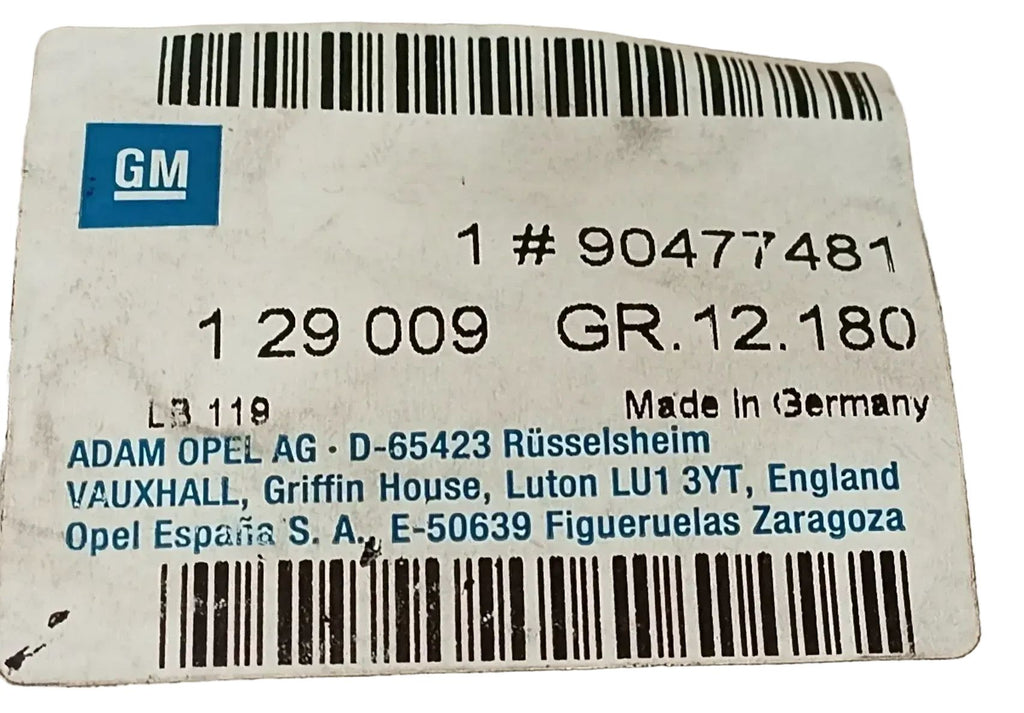 GM
1 # 90477481
1 29 009 GR. 12. 180
LB 119 Made in Germany
ADAM OPEL AG · D-65423 Rüsselsheim
VAUXHALL, Griffin House, Luton LU1 3YT, England
Opel España S. A., E-50639 Figueruelas Zaragoza